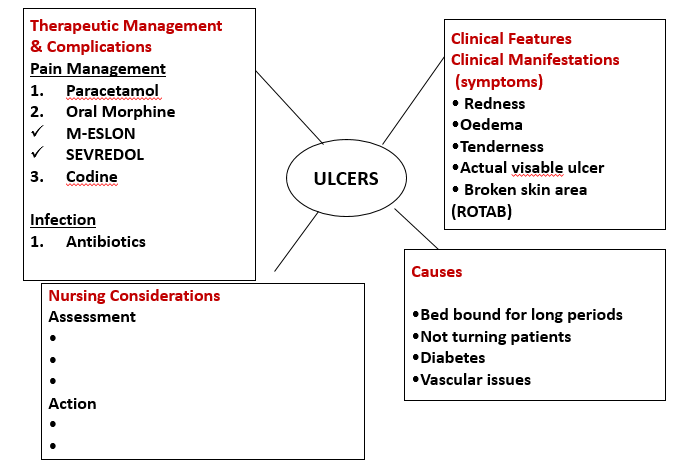 Therapeutic Management
& Complications
Pain Management
1. Paracetamol
2. Oral Morphine
✓ M-ESLON
✓ SEVREDOL
3. Codine
Infection
1. Antibiotics
Clinical Features
Clinical Manifestations
(symptoms)
• Redness
•Oedema
•Tenderness
•Actual visable ulcer
• Broken skin area
(ROTAB)
ULCERS
Nursing Considerations
Assessment
•
•
•
Action
•
•
Causes
•Bed bound for long periods
•Not turning patients
•Diabetes
•Vascular issues